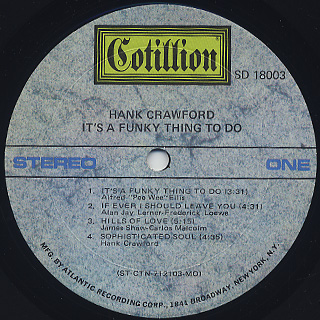 Cotillion
SD 18003
HANK CRAWFORD
IT'S A FUNKY THING TO DO
STEREO ONE
1. IT'S A FUNKY THING TO DO (3:31)
Alfred "Pee Wee" Ellis
2. IF EVER I SHOULD LEAVE YOU (4:31)
Alan Jay, Lerner-Frederick, Loewe
3. HILLS OF LOVE (5:15)
James Shaw-Carlos Malcolm
4. SOPHISTICATED SOUL (4:35)
Hank Crawford
(ST-CTN-712103-MO)
MFG. BY ATLANTIC RECORDING CORP., 1841 BROADWAY, NEW YORK, N.Y.